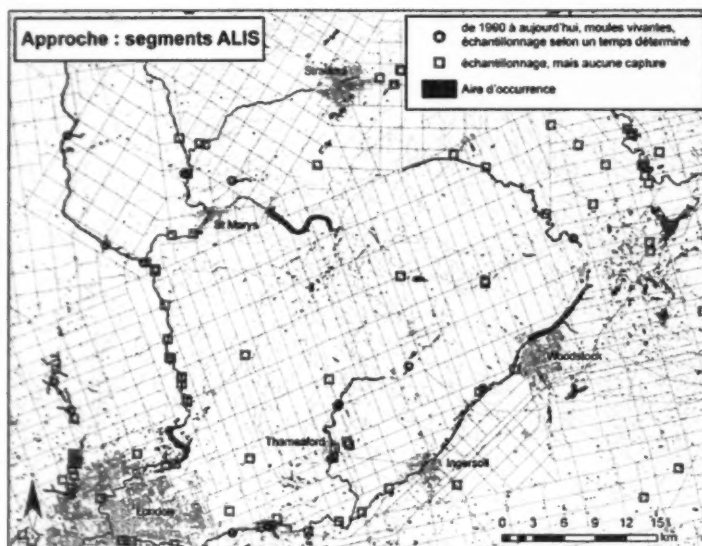 Approche : segments ALIS
de 1990 à aujourd'hui, moules vivantes,
échantillonnage selon un temps déterminé
échantillonnage, mais aucune capture
Aire d'occurrence
Stratford
St Marys
Woodstock
Thamesford
Ingersoll
London
0 3 6 9 12 15
km